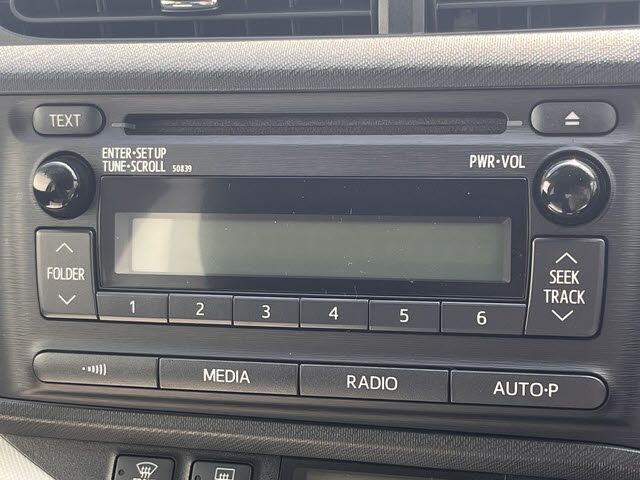 TEXT
ENTER•SETUP
TUNE•SCROLL 50839
PWR•VOL
FOLDER
SEEK
TRACK
1 2 3 4 5 6
MEDIA RADIO AUTO•P